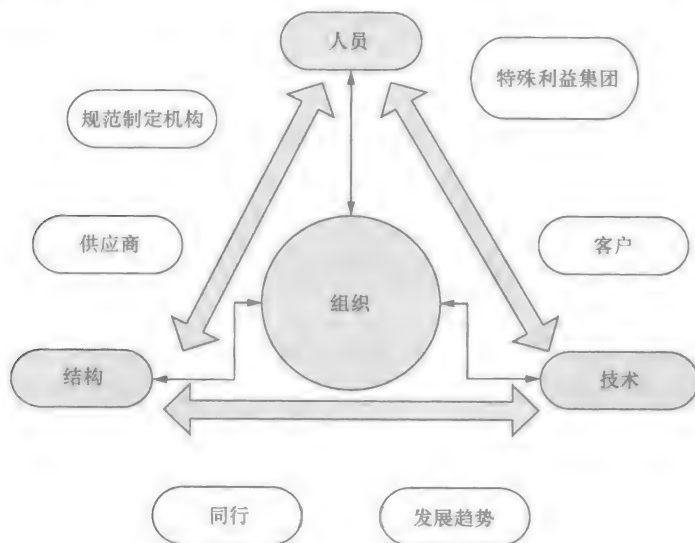 人员
特殊利益集团
规范制定机构
供应商
客户
组织
结构
技术
同行
发展趋势